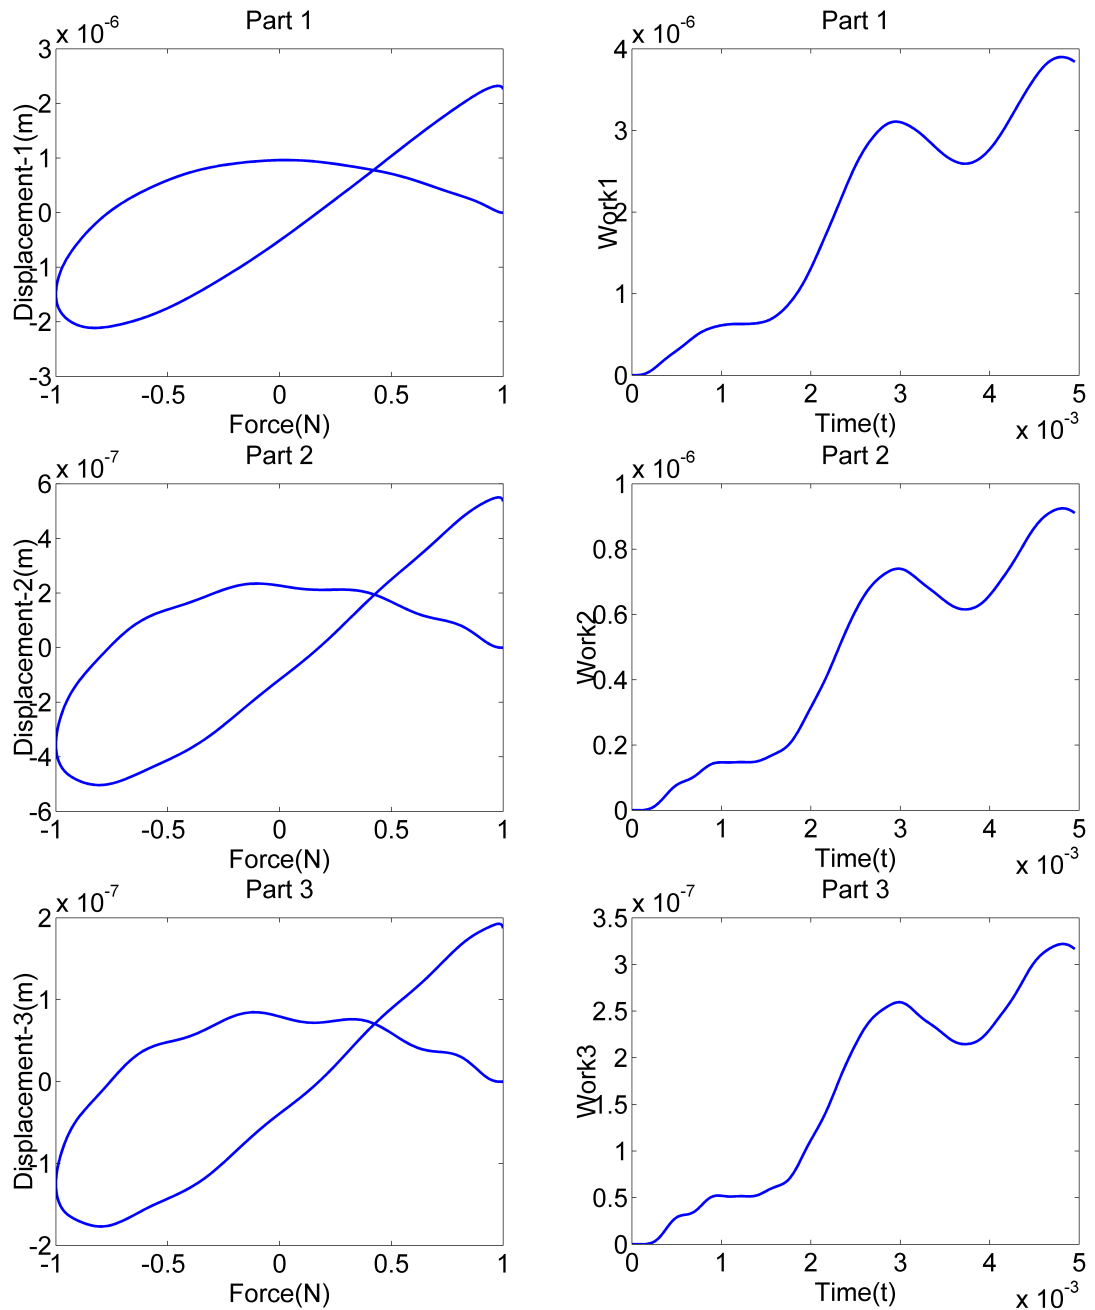 Part 1
x 10-6
3
2
1
0
-1
-2
-3
Displacement-1(m)
-1 -0.5 0 0.5 1
Force(N)
Part 1
x 10-6
4
3
2
1
0
Work1
0 1 2 3 4 5
Time(t)
x 10-3
Part 2
x 10-7
6
4
2
0
-2
-4
-6
Displacement-2(m)
-1 -0.5 0 0.5 1
Force(N)
Part 2
x 10-6
1
0.8
0.6
0.4
0.2
0
Work2
0 1 2 3 4 5
Time(t)
x 10-3
Part 3
x 10-7
2
1
0
-1
-2
Displacement-3(m)
-1 -0.5 0 0.5 1
Force(N)
Part 3
x 10-7
3.5
3
2.5
2
1.5
1
0.5
0
Work3
0 1 2 3 4 5
Time(t)
x 10-3